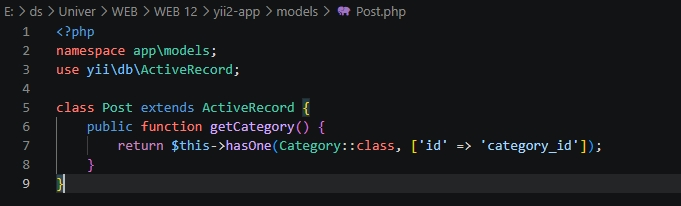 E: > ds > Univer > WEB > WEB 12 > yii2-app > models > Post.php
1 <?php
2 namespace app\models;
3 use yii\db\ActiveRecord;
4
5 class Post extends ActiveRecord {
6     public function getCategory() {
7         return $this->hasOne(Category::class, ['id' => 'category_id']);
8     }
9 }